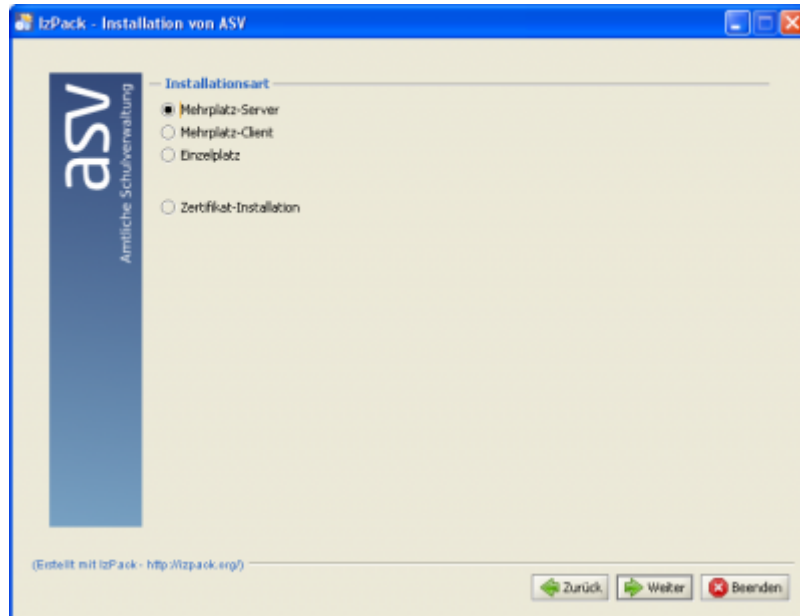 IzPack - Installation von ASV
asv
Amtliche Schulverwaltung
Installationsart
Mehrplatz-Server
Mehrplatz-Client
Einzelplatz
Zertifikat-Installation
(Erstellt mit IzPack - http://izpack.org/)
Zurück
Weiter
Beenden